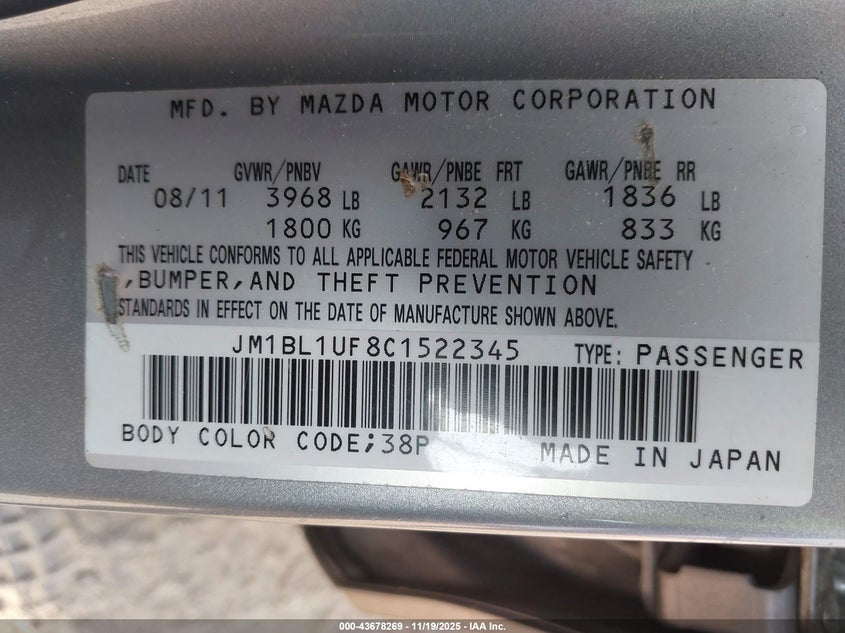 MFD. BY MAZDA MOTOR CORPORATION
DATE GVWR/PNBV GAWR/PNBE FRT GAWR/PNBE RR
08/11 3968 LB 2132 LB 1836 LB
1800 KG 967 KG 833 KG
THIS VEHICLE CONFORMS TO ALL APPLICABLE FEDERAL MOTOR VEHICLE SAFETY
,BUMPER,AND THEFT PREVENTION
STANDARDS IN EFFECT ON THE DATE OF MANUFACTURE SHOWN ABOVE.
JM1BL1UF8C1522345 TYPE: PASSENGER
BODY COLOR CODE;38P MADE IN JAPAN
000-43678269 - 11/19/2025 - IAA Inc.